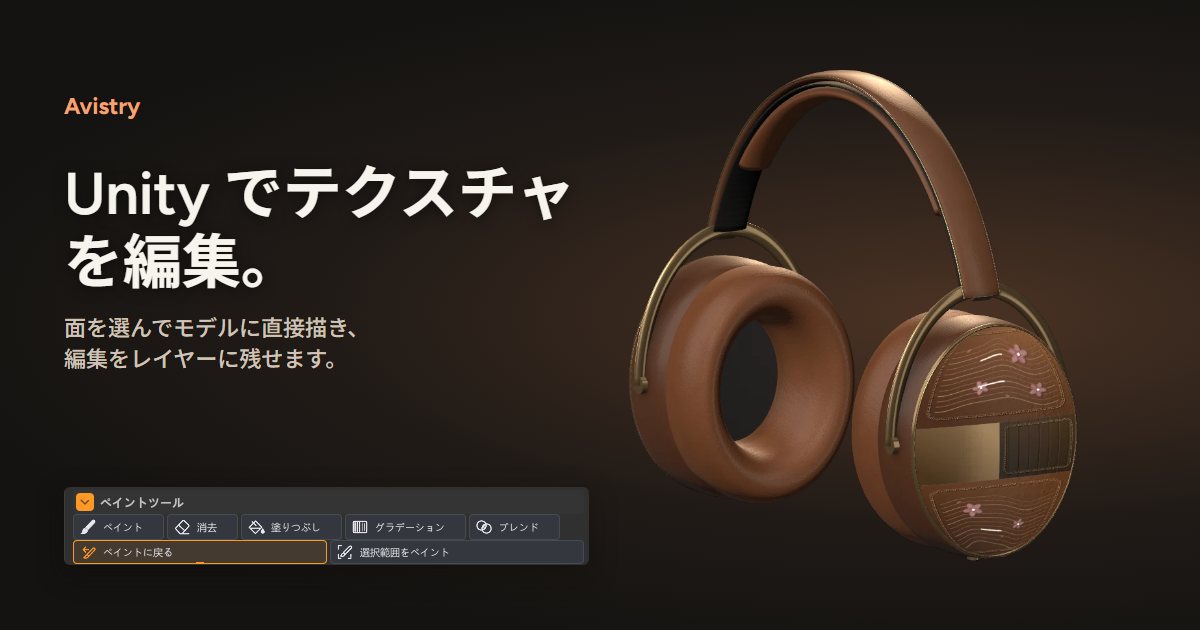 Avistry
Unity でテクスチャ
を編集。
面を選んでモデルに直接描き、
編集をレイヤーに残せます。
ペイントツール
ペイント
消去
塗りつぶし
グラデーション
ブレンド
ペイントに戻る
選択範囲をペイント